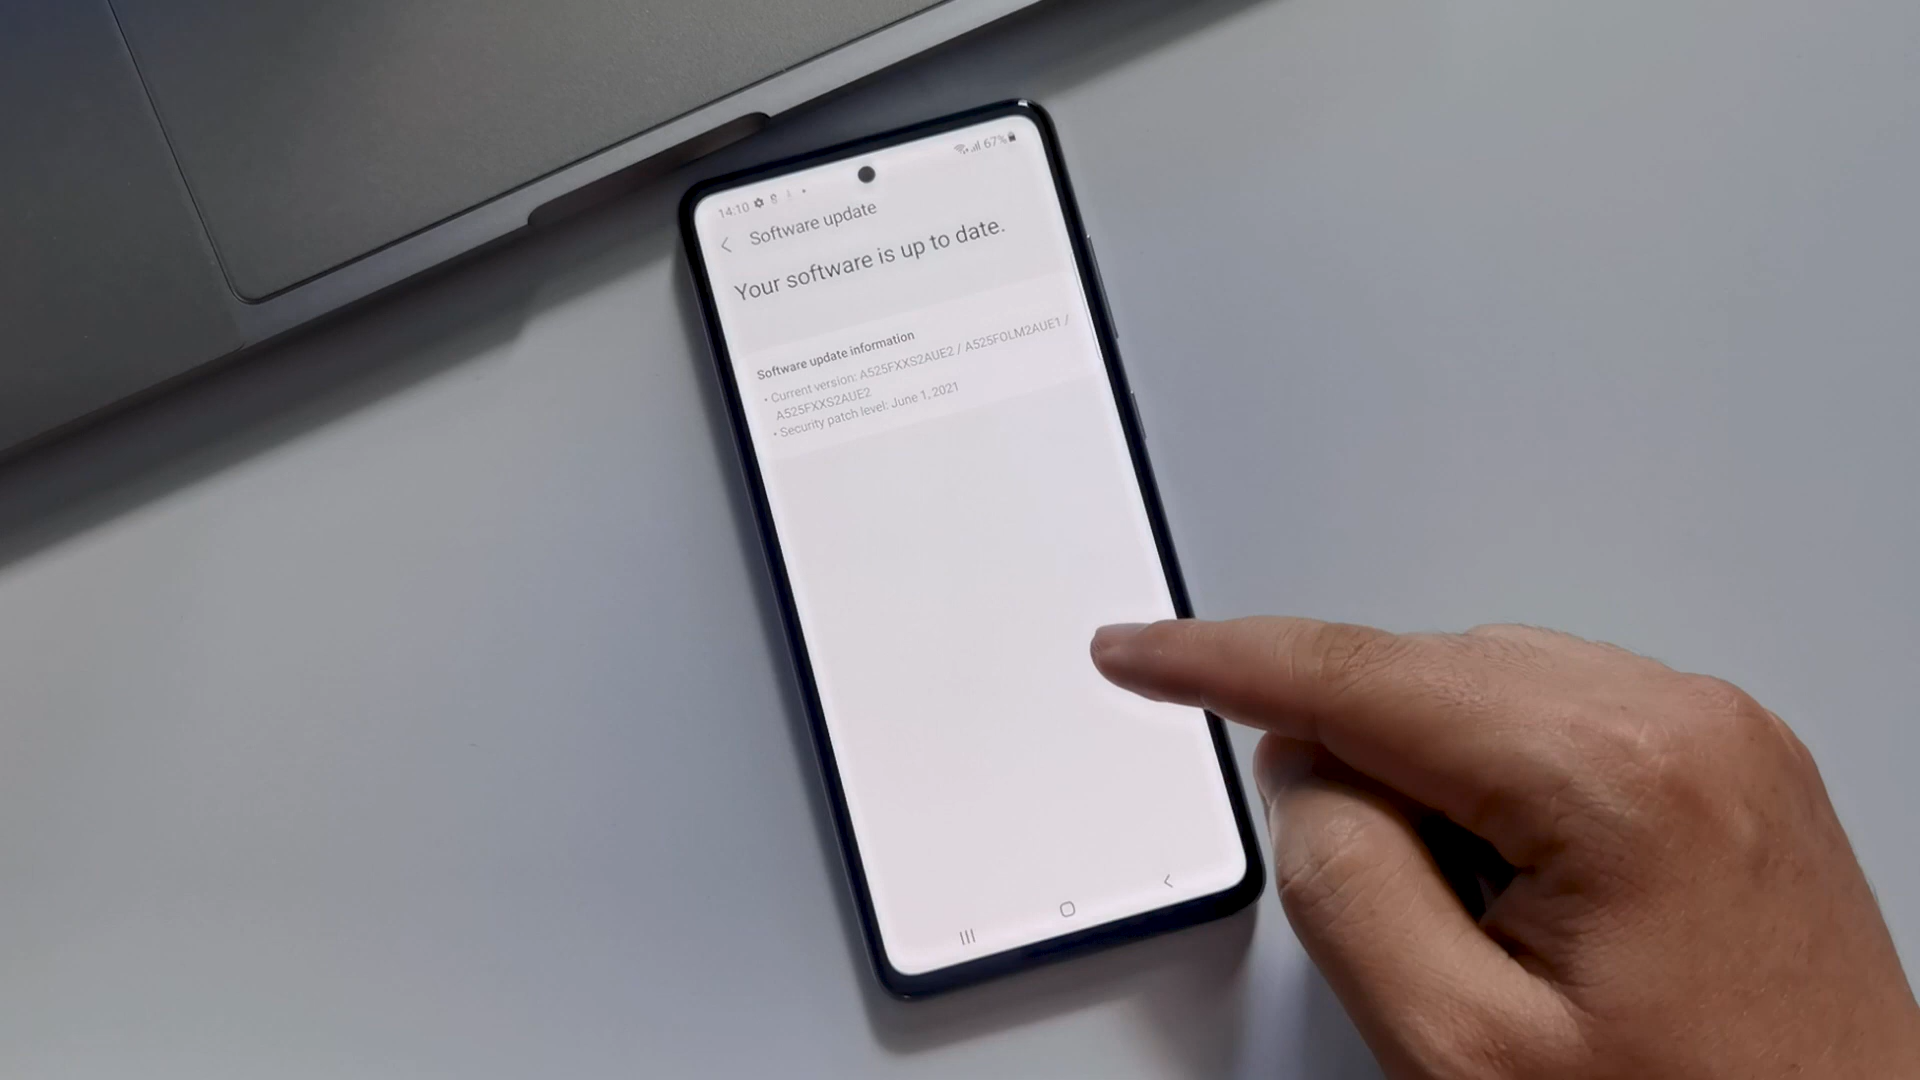 14:10
67%
Software update
Your software is up to date.
Software update information
• Current version: A525FXXS2AUE2 / A525FOLM2AUE1 /
A525FXXS2AUE2
• Security patch level: June 1, 2021